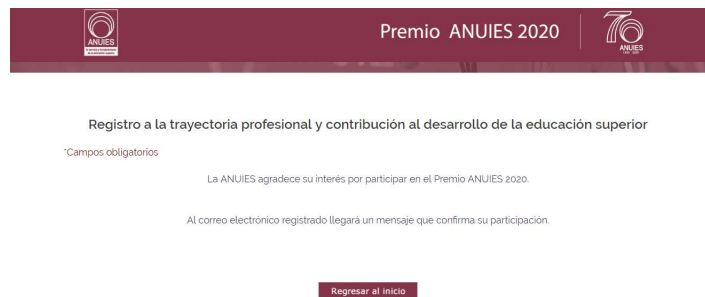 ANUIES
Premio ANUIES 2020
ANUIES
Registro a la trayectoria profesional y contribución al desarrollo de la educación superior
*Campos obligatorios
La ANUIES agradece su interés por participar en el Premio ANUIES 2020.
Al correo electrónico registrado llegará un mensaje que confirma su participación.
Regresar al inicio